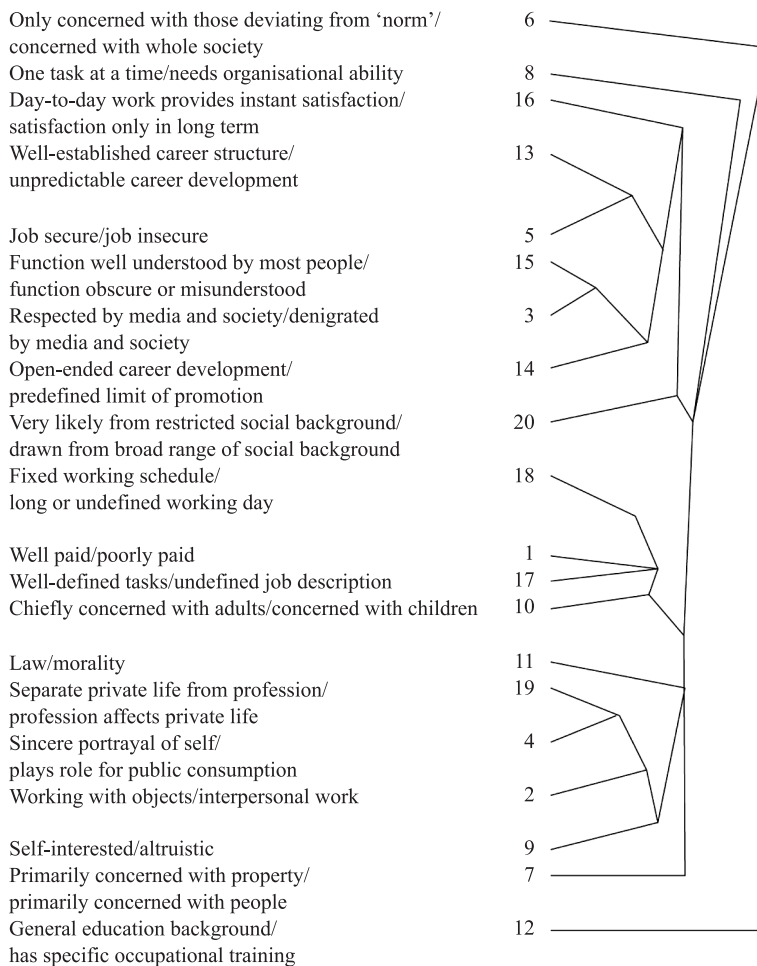 Only concerned with those deviating from ‘norm’/ 6
concerned with whole society
One task at a time/needs organisational ability 8
Day-to-day work provides instant satisfaction/ 16
satisfaction only in long term
Well-established career structure/ 13
unpredictable career development
Job secure/job insecure 5
Function well understood by most people/ 15
function obscure or misunderstood
Respected by media and society/denigrated 3
by media and society
Open-ended career development/ 14
predefined limit of promotion
Very likely from restricted social background/ 20
drawn from broad range of social background
Fixed working schedule/ 18
long or undefined working day
Well paid/poorly paid 1
Well-defined tasks/undefined job description 17
Chiefly concerned with adults/concerned with children 10
Law/morality 11
Separate private life from profession/ 19
profession affects private life
Sincere portrayal of self/ 4
plays role for public consumption
Working with objects/interpersonal work 2
Self-interested/altruistic 9
Primarily concerned with property/ 7
primarily concerned with people
General education background/ 12
has specific occupational training